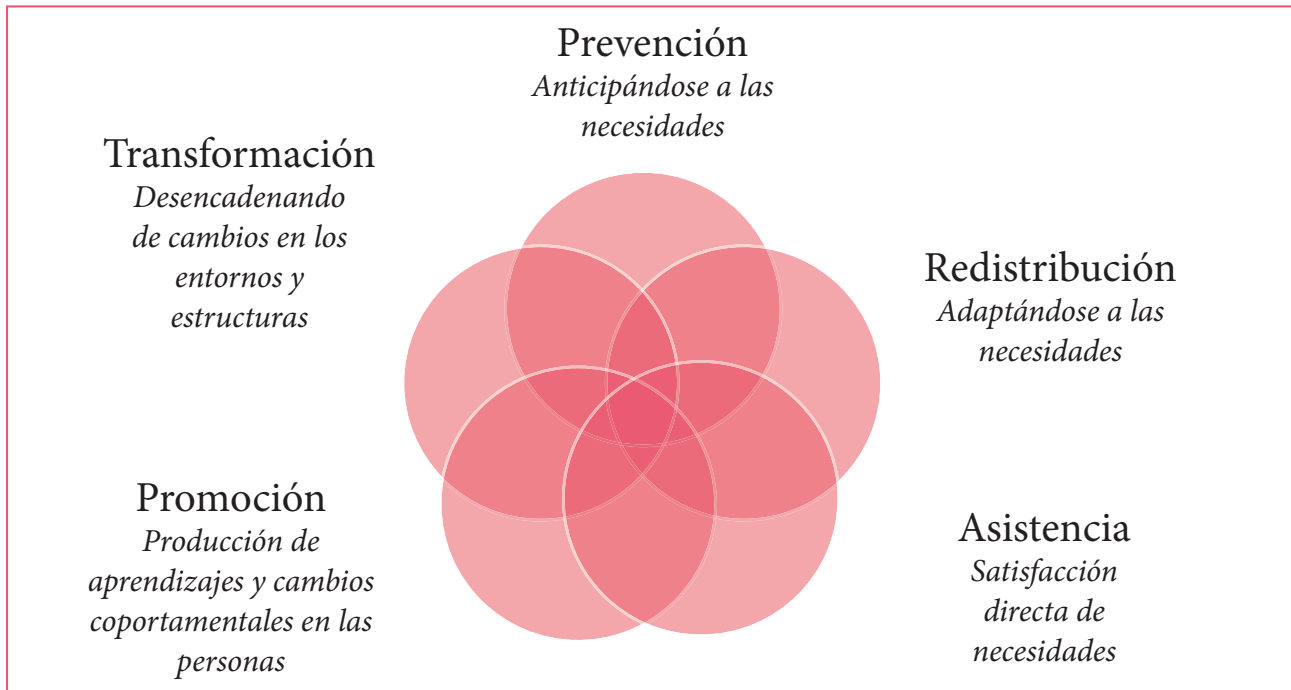 Prevención
Anticipándose a las
necesidades
Transformación
Desencadenando
de cambios en los
entornos y
estructuras
Redistribución
Adaptándose a las
necesidades
Promoción
Producción de
aprendizajes y cambios
coportamentales en las
personas
Asistencia
Satisfacción
directa de
necesidades